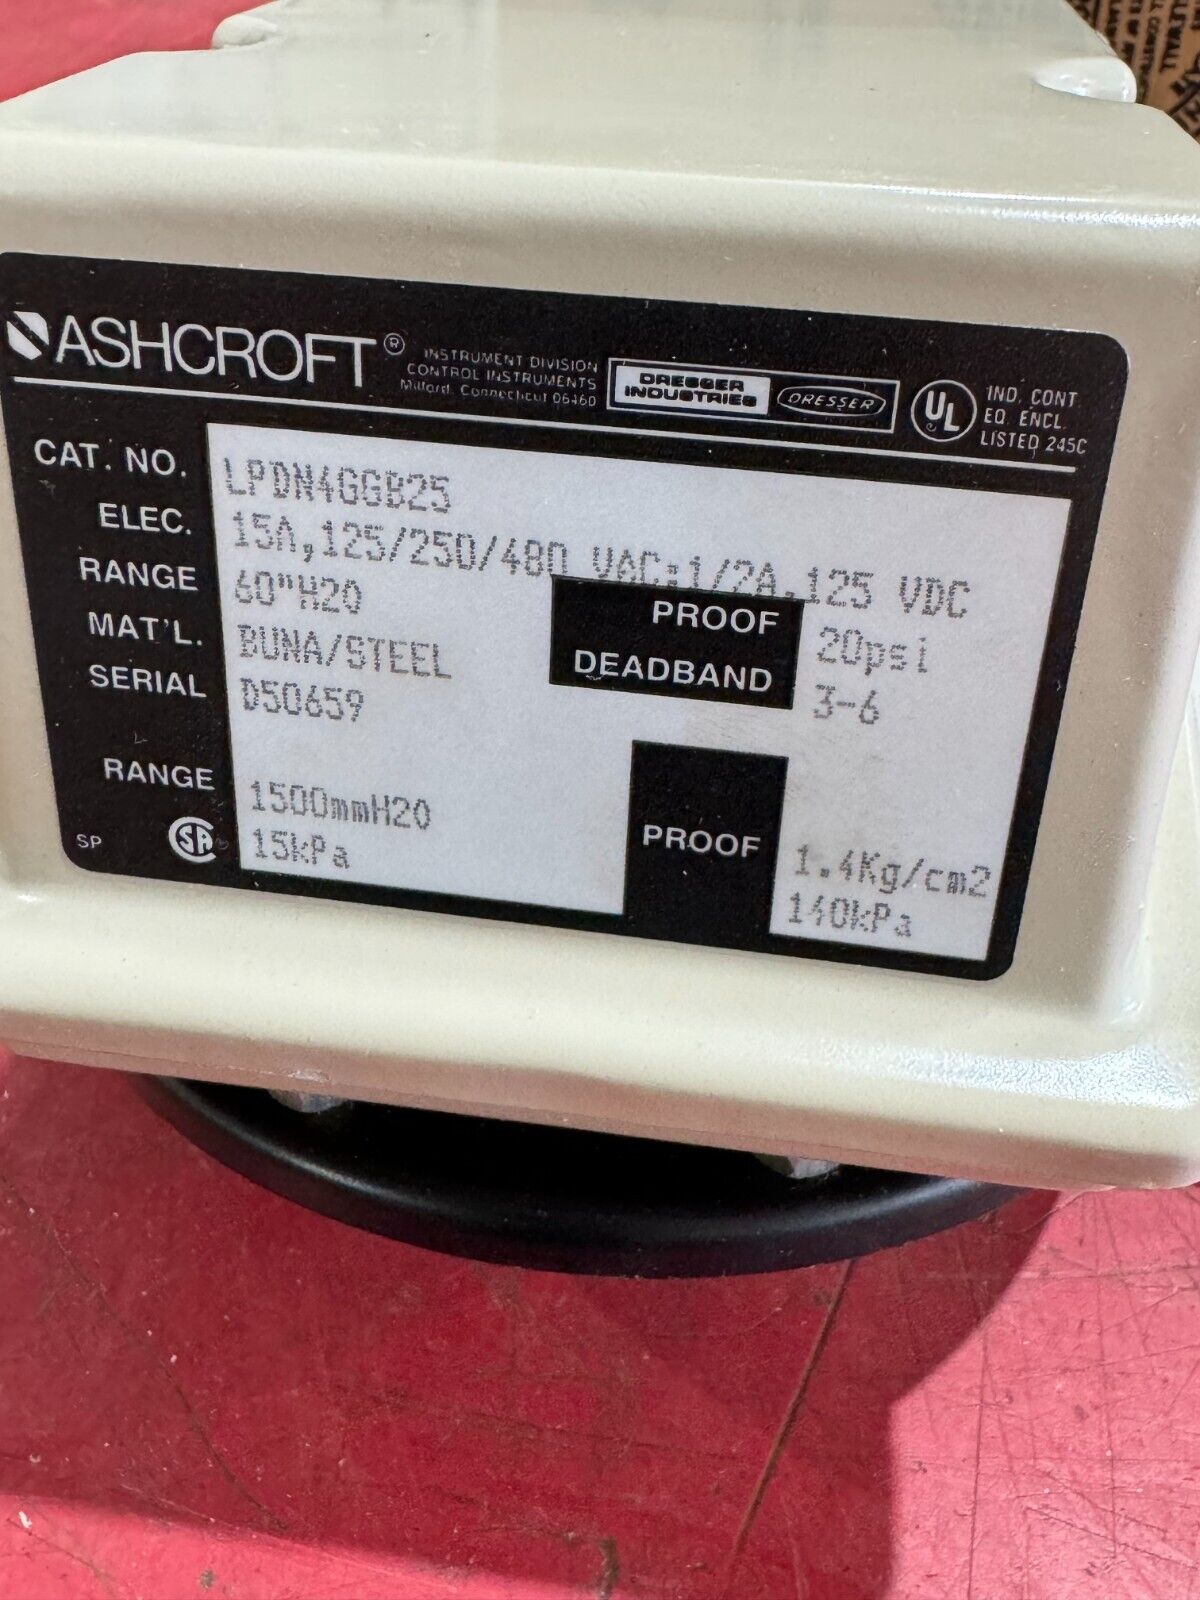 ASHCROFT®
INSTRUMENT DIVISION
CONTROL INSTRUMENTS
Milford, Connecticut 06460
DRESSER
INDUSTRIES
DRESSER
UL
IND. CONT.
EQ. ENCL.
LISTED 245C
CAT. NO. LPDN4GGB25
ELEC. 15A,125/250/480 VAC:1/2A,125 VDC
RANGE 60"H20
PROOF 20psi
MAT'L. BUNA/STEEL
DEADBAND 3-6
SERIAL D50659
RANGE 1500mmH20
15kPa
PROOF 1.4Kg/cm2
140kPa
SP SA